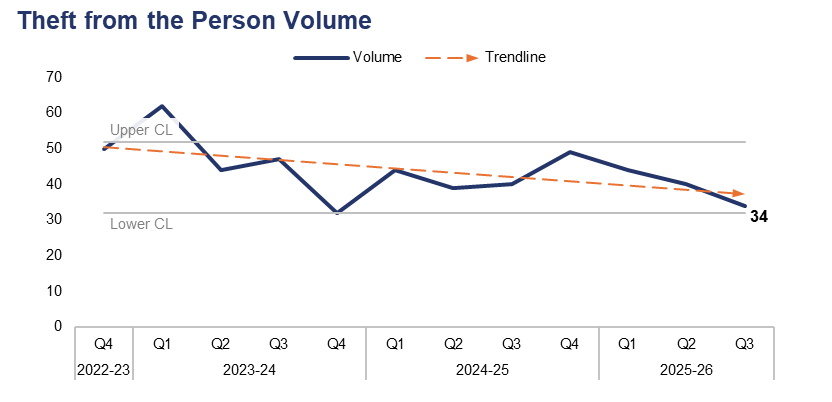 Theft from the Person Volume
Volume Trendline
70
60
Upper CL
50
40
30
Lower CL
34
20
10
0
Q4 Q1 Q2 Q3 Q4 Q1 Q2 Q3 Q4 Q1 Q2 Q3
2022-23 2023-24 2024-25 2025-26